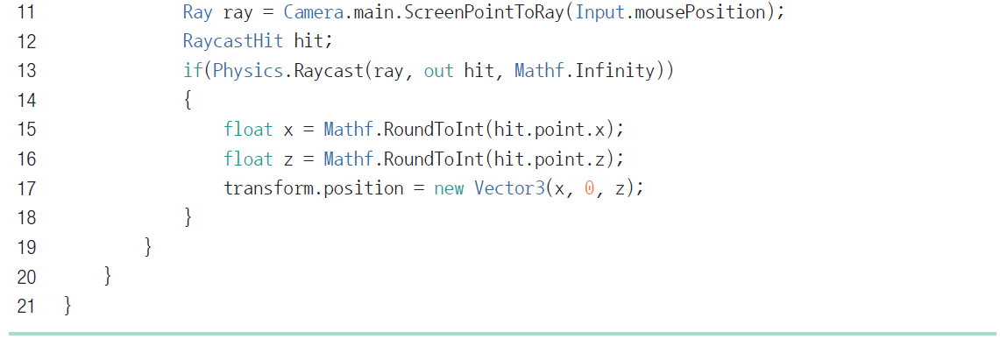 11 Ray ray = Camera.main.ScreenPointToRay(Input.mousePosition);
12 RaycastHit hit;
13 if(Physics.Raycast(ray, out hit, Mathf.Infinity))
14 {
15 float x = Mathf.RoundToInt(hit.point.x);
16 float z = Mathf.RoundToInt(hit.point.z);
17 transform.position = new Vector3(x, 0, z);
18 }
19 }
20 }
21 }